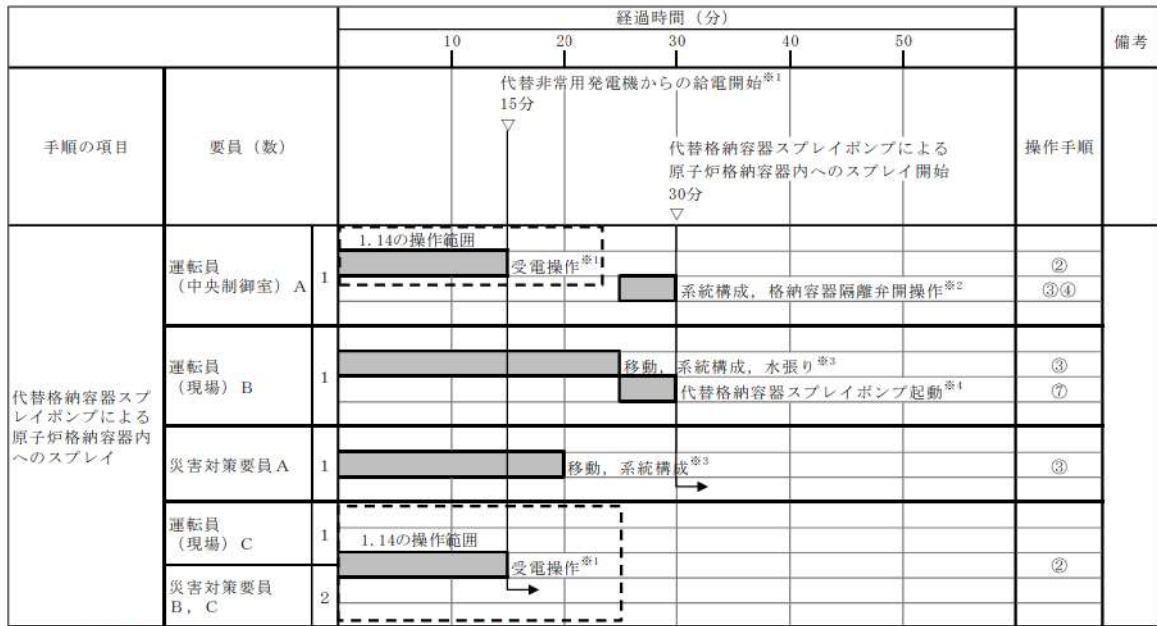 経過時間（分）
備考
10 20 30 40 50
代替非常用発電機からの給電開始※1
15分
▽
手順の項目
要員（数）
操作手順
代替格納容器スプレイポンプによる
原子炉格納容器内へのスプレイ開始
30分
▽
代替格納容器スプ
レイポンプによる
原子炉格納容器内
へのスプレイ
運転員
（中央制御室）A
1
1.14の操作範囲
受電操作※1
②
系統構成，格納容器隔離弁開操作※2
③④
運転員
（現場）B
1
移動，系統構成，水張り※3
③
代替格納容器スプレイポンプ起動※4
⑦
災害対策要員A
1
移動，系統構成※3
③
運転員
（現場）C
1
1.14の操作範囲
受電操作※1
②
災害対策要員
B，C
2